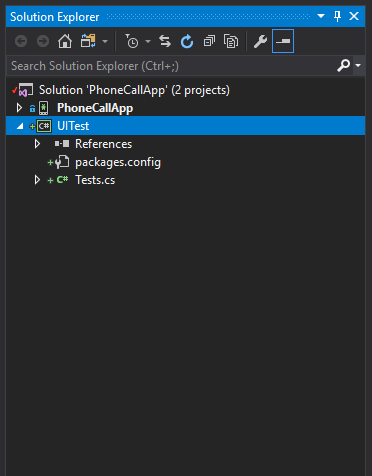 Solution Explorer
Search Solution Explorer (Ctrl+;)
Solution 'PhoneCallApp' (2 projects)
PhoneCallApp
C# UITest
References
packages.config
C# Tests.cs